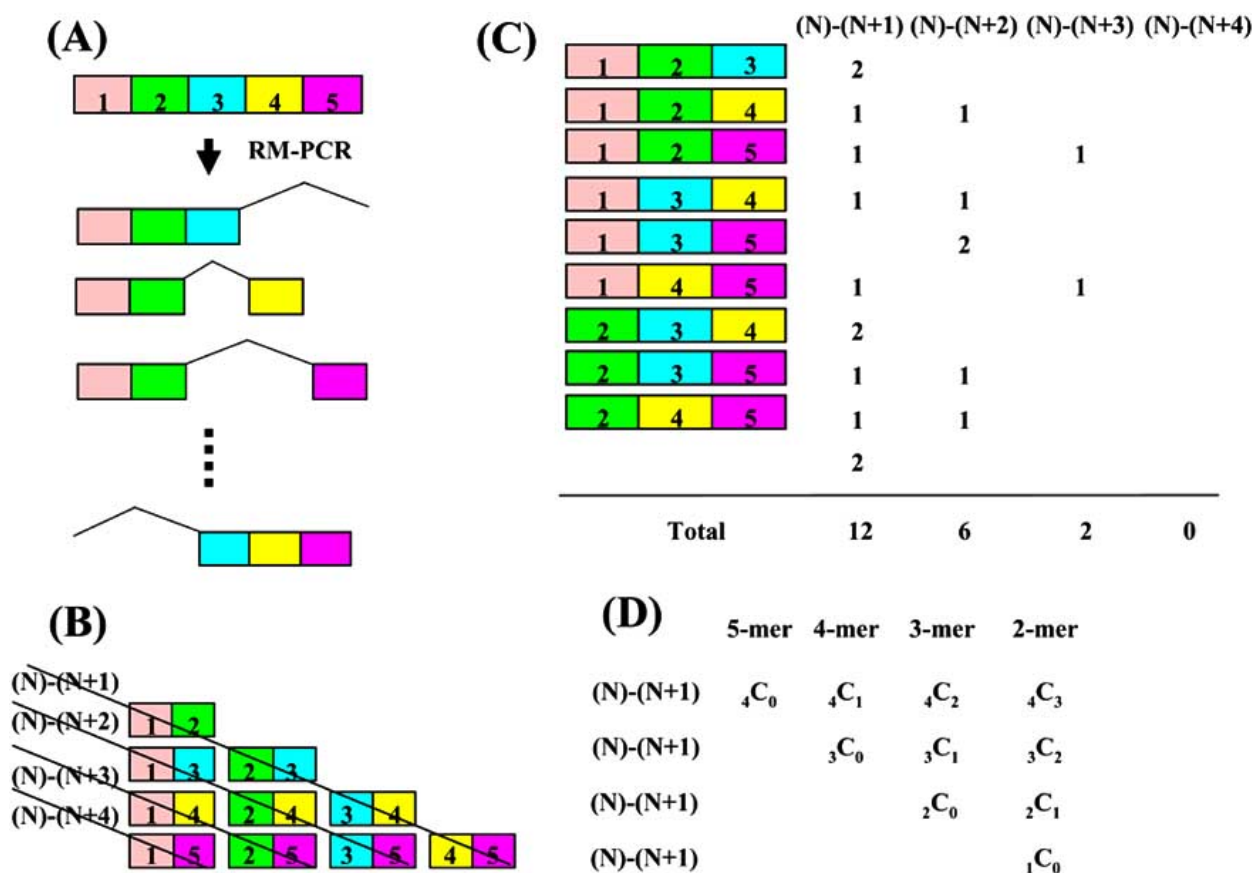 (A)
1 2 3 4 5
RM-PCR
(B)
(N)-(N+1)
(N)-(N+2)
(N)-(N+3)
(N)-(N+4)
1 2
1 3 2 3
1 4 2 4 3 4
1 5 2 5 3 5 4 5
(C)
(N)-(N+1) (N)-(N+2) (N)-(N+3) (N)-(N+4)
1 2 3 2
1 2 4 1 1
1 2 5 1 1
1 3 4 1 1
1 3 5 2
1 4 5 1 1
2 3 4 2
2 3 5 1 1
2 4 5 1 1
2
Total 12 6 2 0
(D)
5-mer 4-mer 3-mer 2-mer
(N)-(N+1) ₄C₀ ₄C₁ ₄C₂ ₄C₃
(N)-(N+1) ₃C₀ ₃C₁ ₃C₂
(N)-(N+1) ₂C₀ ₂C₁
(N)-(N+1) ₁C₀